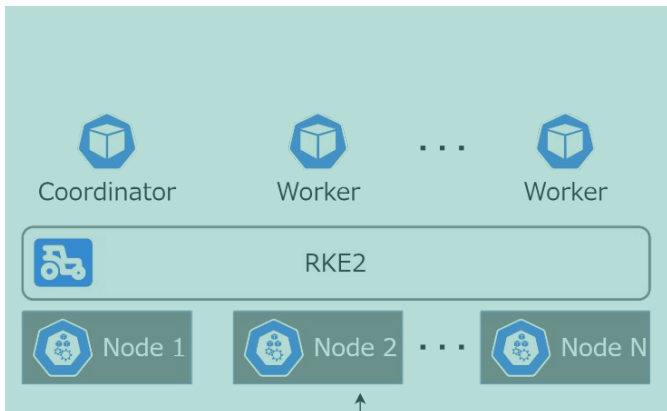 Coordinator Worker ... Worker
RKE2
Node 1 Node 2 ... Node N